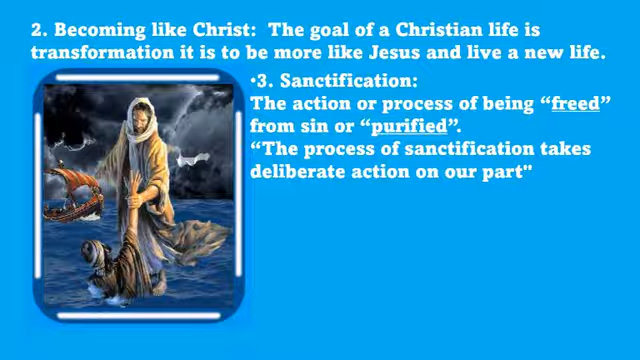 2. Becoming like Christ:  The goal of a Christian life is
transformation it is to be more like Jesus and live a new life.
•3. Sanctification:
The action or process of being “freed”
from sin or “purified”.
“The process of sanctification takes
deliberate action on our part"